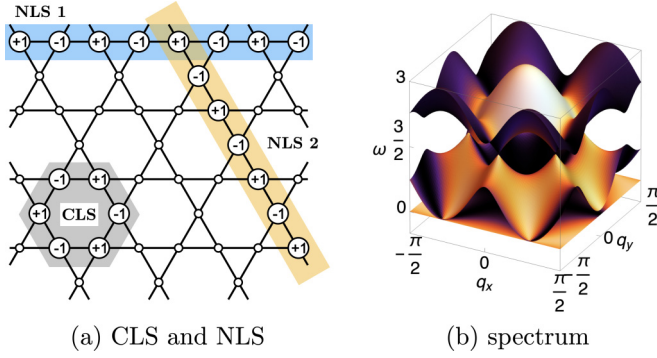 NLS 1
+1 -1 +1 -1 +1 -1 +1 -1
-1
+1
-1
NLS 2
-1 +1 +1
+1 CLS -1 -1
-1 +1 +1
(a) CLS and NLS
3
ω 3/2
0
-π/2
0
π/2
q_x
-π/2
0
q_y
π/2
(b) spectrum